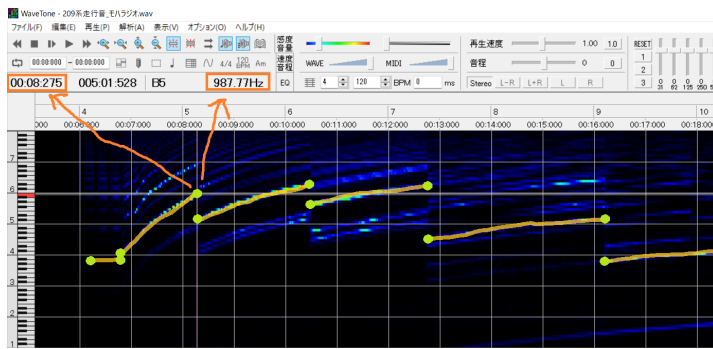 WaveTone - 209系走行音_モハラジオ.wav
ファイル(F) 編集(E) 再生(P) 解析(A) 表示(V) オプション(O) ヘルプ(H)
感度 音量 再生速度 1.00 1.0 RESET
00:00:000 - 00:00:000 4/4 120 BPM Am 速度 音程 WAVE MIDI 音程 0 0 1 2
00:08:275 005:01:528 B5 987.77Hz EQ 4 120 BPM 0 ms Stereo L-R L+R L R 3 0 31 0 62 0 125 0 250
4 5 6 7 8 9 10
000 00:06:000 00:07:000 00:08:000 00:09:000 00:10:000 00:11:000 00:12:000 00:13:000 00:14:000 00:15:000 00:16:000 00:17:000 00:18:0
7
6
5
4
3
2
1